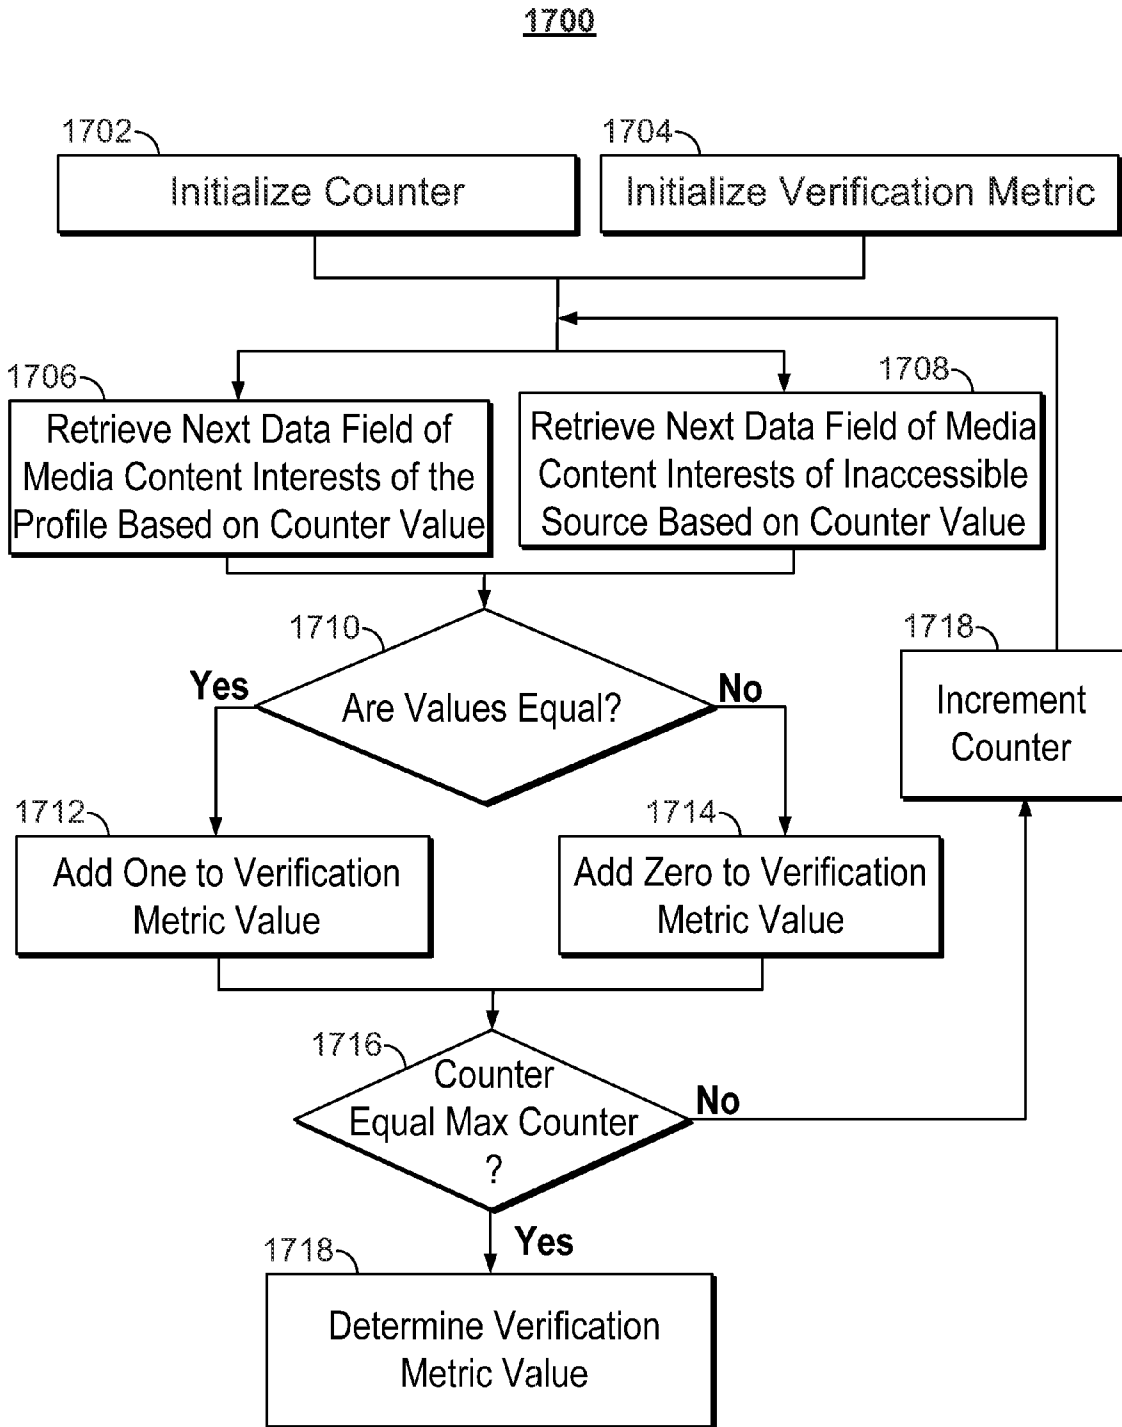 1700
1702
1704
Initialize Counter
Initialize Verification Metric
1706
1708
Retrieve Next Data Field of
Media Content Interests of the
Profile Based on Counter Value
Retrieve Next Data Field of Media
Content Interests of Inaccessible
Source Based on Counter Value
1710
Yes
Are Values Equal?
No
1718
Increment
Counter
1712
1714
Add One to Verification
Metric Value
Add Zero to Verification
Metric Value
1716
Counter
Equal Max Counter
?
No
Yes
1718
Determine Verification
Metric Value